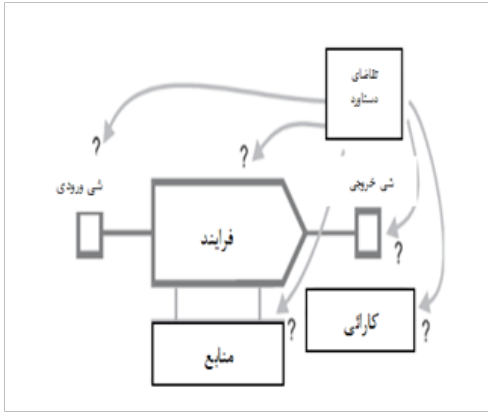 تقاضای
دستاورد
?
?
شی ورودی
شی خروجی
فرایند
?
کارائی
?
?
منابع